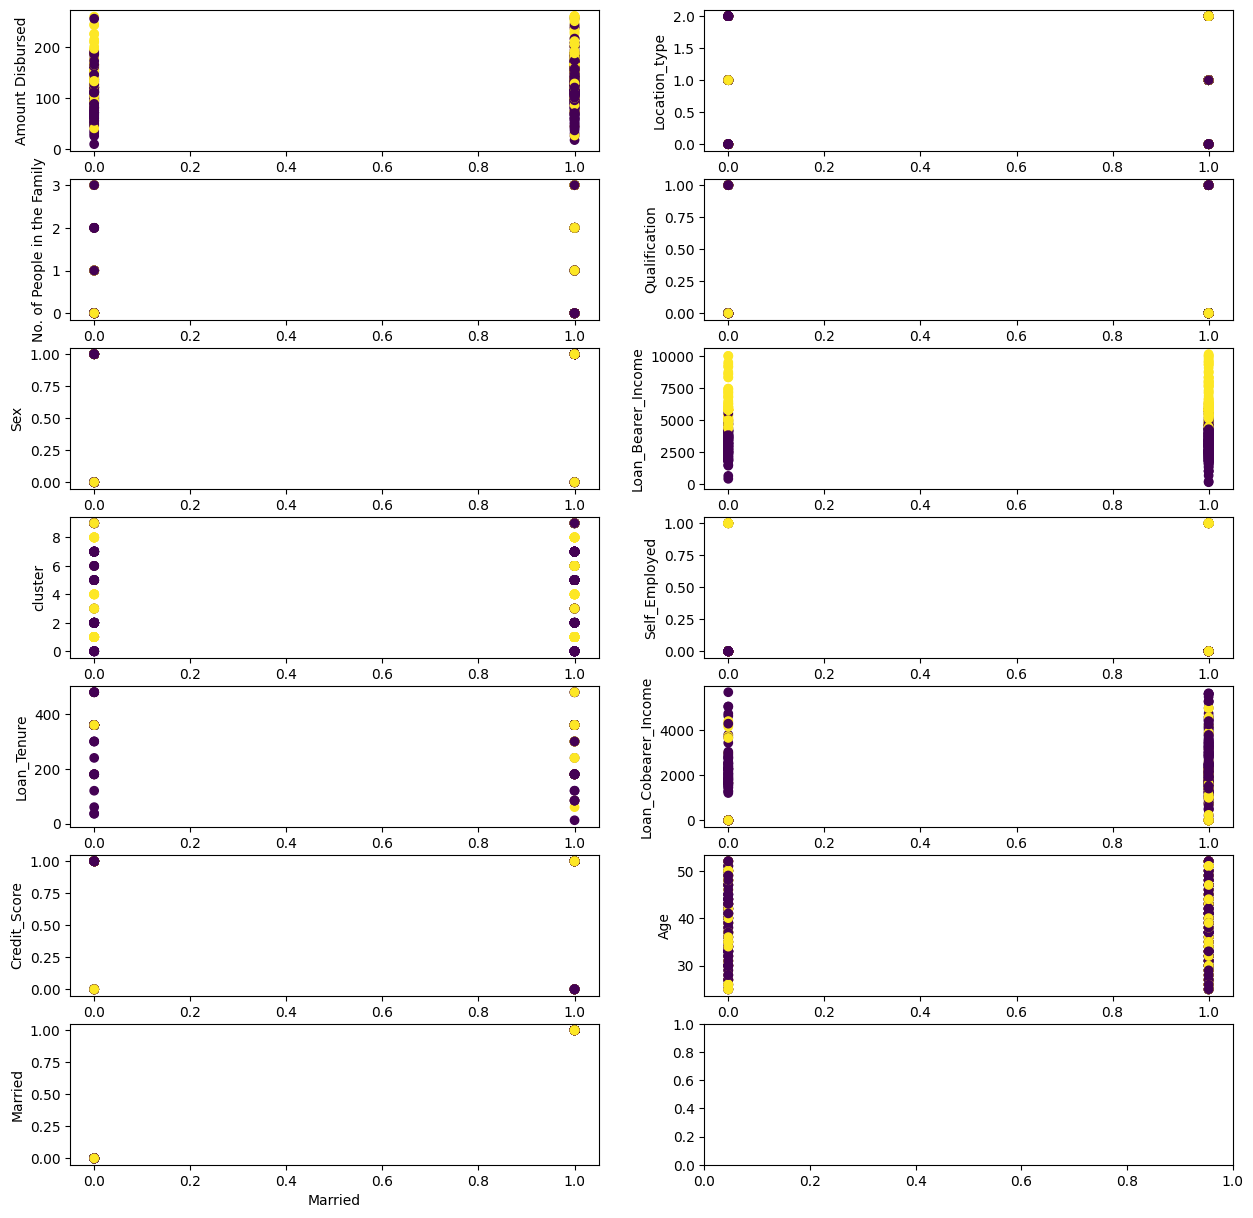 Amount Disbursed
200
100
0
0.0 0.2 0.4 0.6 0.8 1.0
Location_type
2.0
1.5
1.0
0.5
0.0
0.0 0.2 0.4 0.6 0.8 1.0
No. of People in the Family
3
2
1
0
0.0 0.2 0.4 0.6 0.8 1.0
Qualification
1.00
0.75
0.50
0.25
0.00
0.0 0.2 0.4 0.6 0.8 1.0
Sex
1.00
0.75
0.50
0.25
0.00
0.0 0.2 0.4 0.6 0.8 1.0
Loan_Bearer_Income
10000
7500
5000
2500
0
0.0 0.2 0.4 0.6 0.8 1.0
cluster
8
6
4
2
0
0.0 0.2 0.4 0.6 0.8 1.0
Self_Employed
1.00
0.75
0.50
0.25
0.00
0.0 0.2 0.4 0.6 0.8 1.0
Loan_Tenure
400
200
0
0.0 0.2 0.4 0.6 0.8 1.0
Loan_Cobearer_Income
4000
2000
0
0.0 0.2 0.4 0.6 0.8 1.0
Credit_Score
1.00
0.75
0.50
0.25
0.00
0.0 0.2 0.4 0.6 0.8 1.0
Age
50
40
30
0.0 0.2 0.4 0.6 0.8 1.0
Married
1.00
0.75
0.50
0.25
0.00
0.0 0.2 0.4 0.6 0.8 1.0
Married
1.0
0.8
0.6
0.4
0.2
0.0
0.0 0.2 0.4 0.6 0.8 1.0